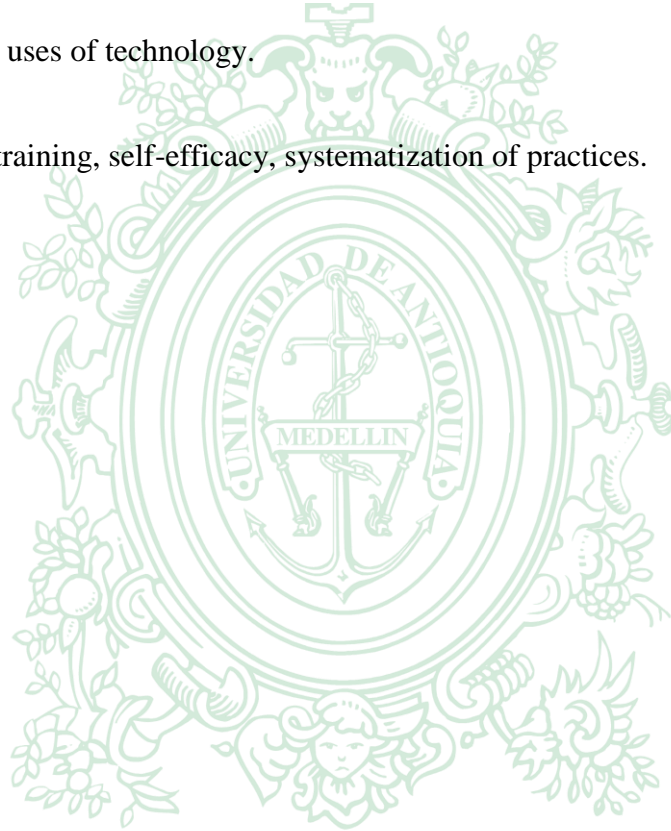 uses of technology.
training, self-efficacy, systematization of practices.
UNIVERSIDAD DE ANTIOQUIA
MEDELLIN